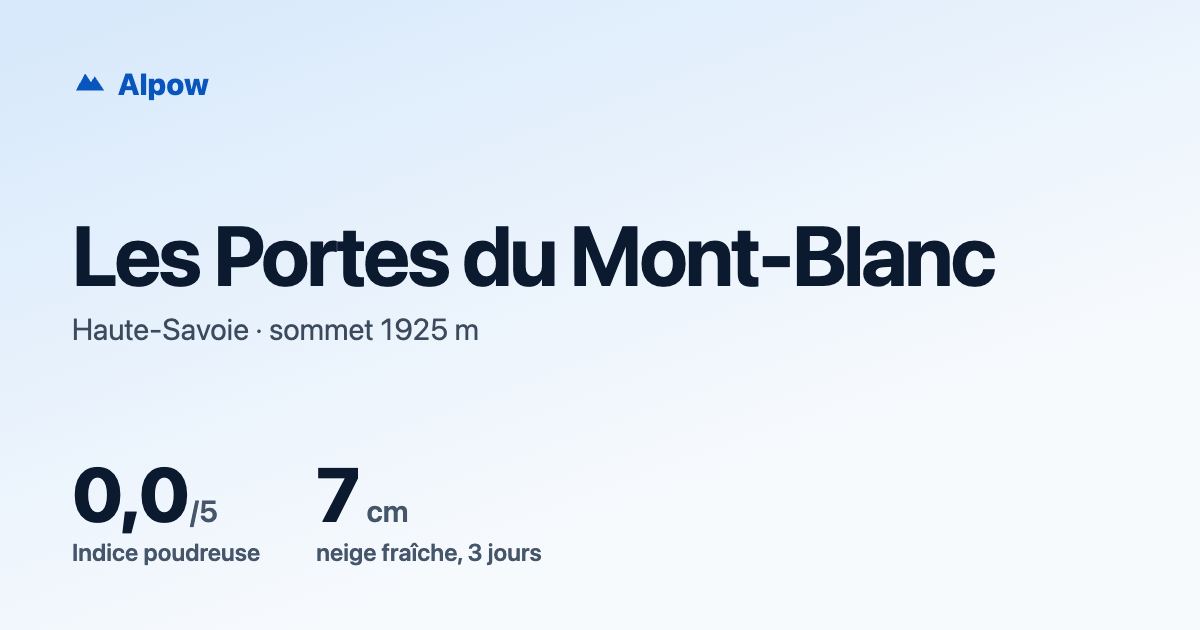 Alpow
Les Portes du Mont-Blanc
Haute-Savoie · sommet 1925 m
0,0/5 7 cm
Indice poudreuse neige fraîche, 3 jours